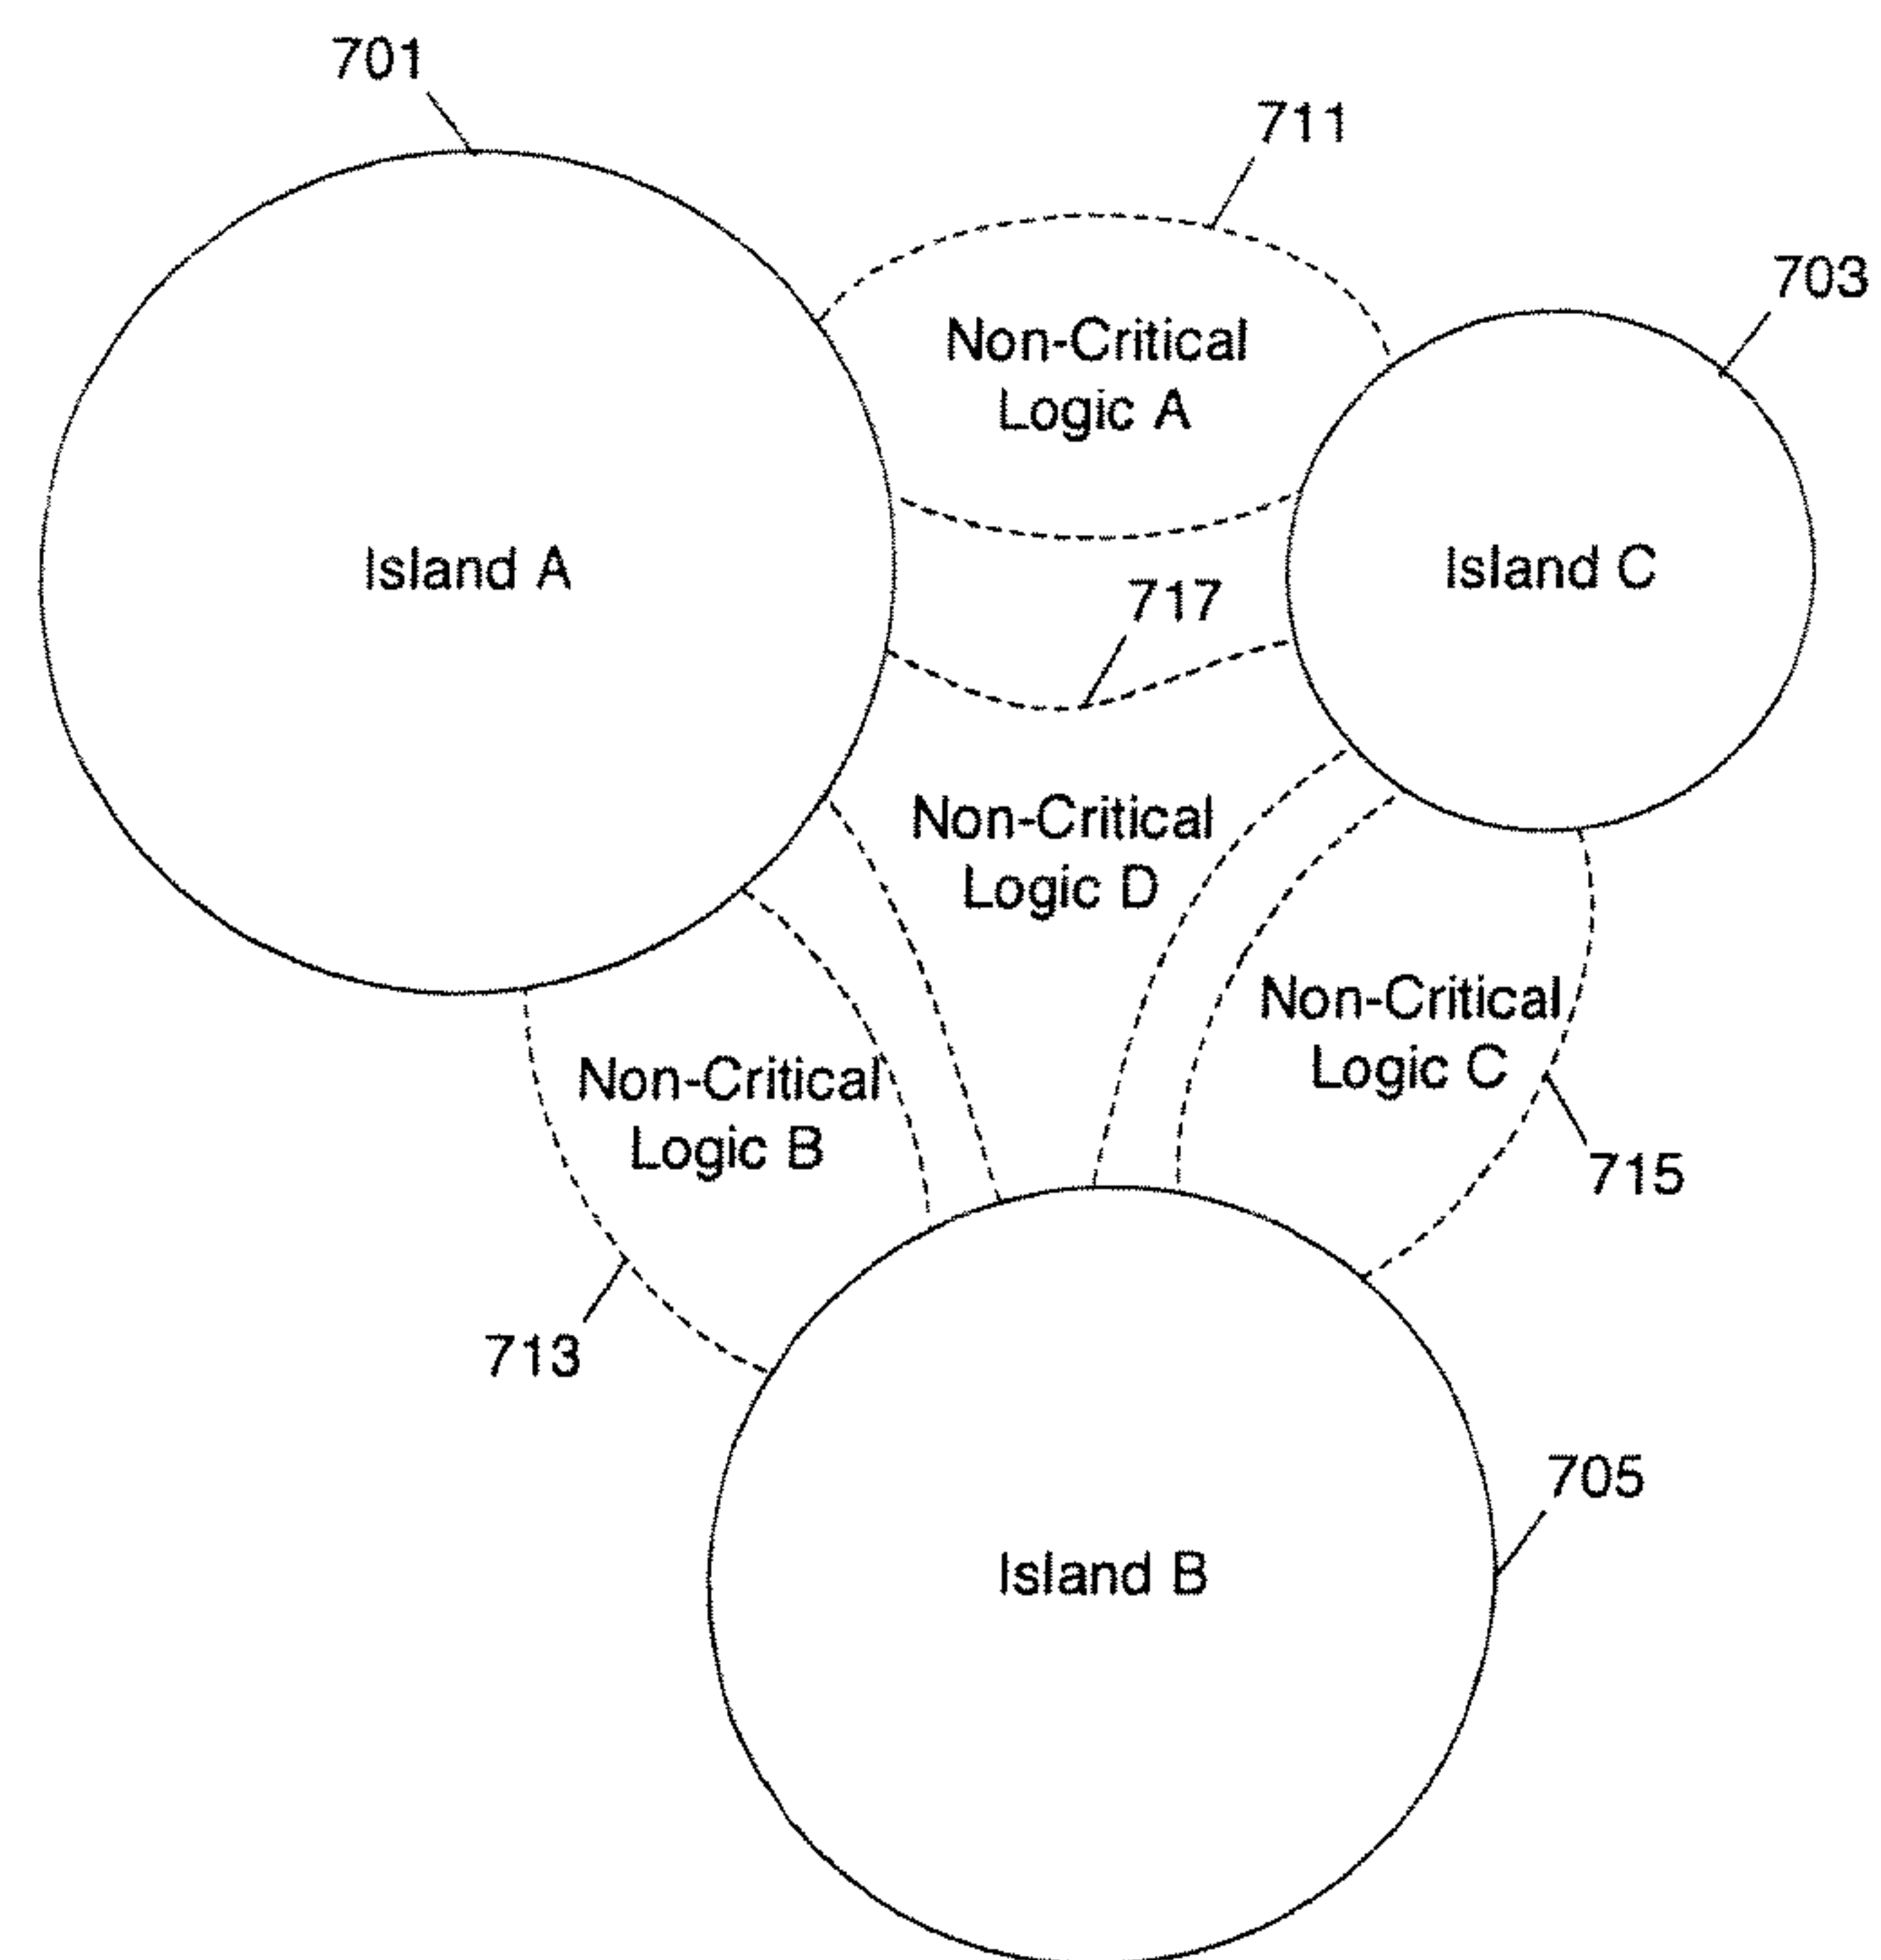 701
711
703
Non-Critical
Logic A
Island A
Island C
717
Non-Critical
Logic D
Non-Critical
Logic C
Non-Critical
Logic B
715
713
705
Island B